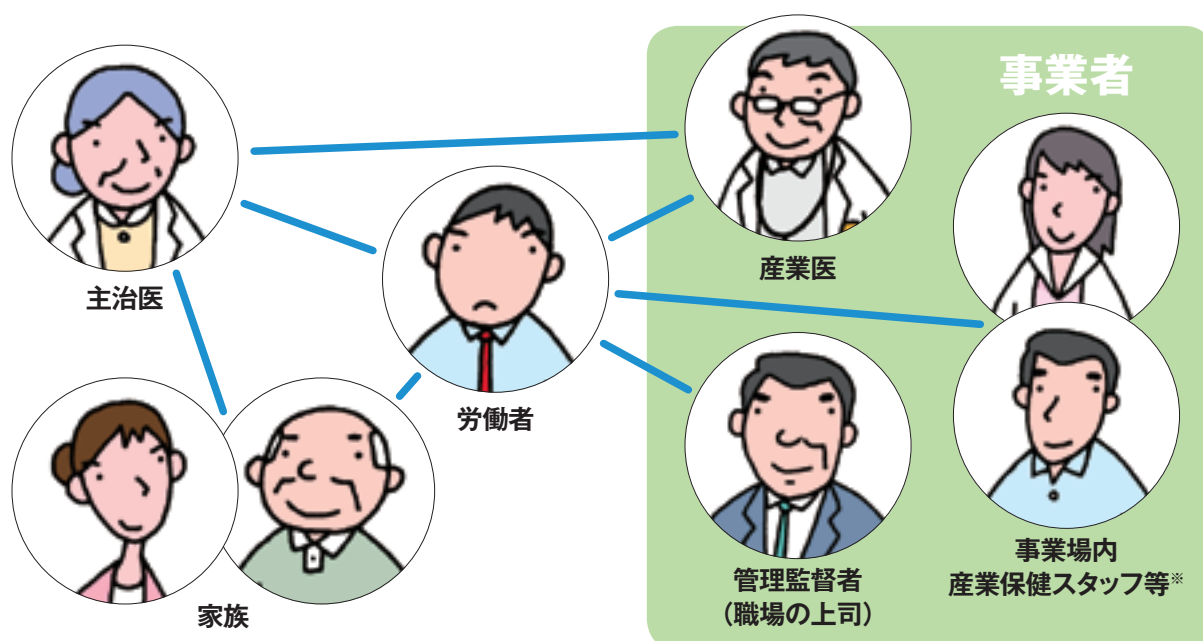 事業者
主治医
産業医
労働者
家族
管理監督者
（職場の上司）
事業場内
産業保健スタッフ等※